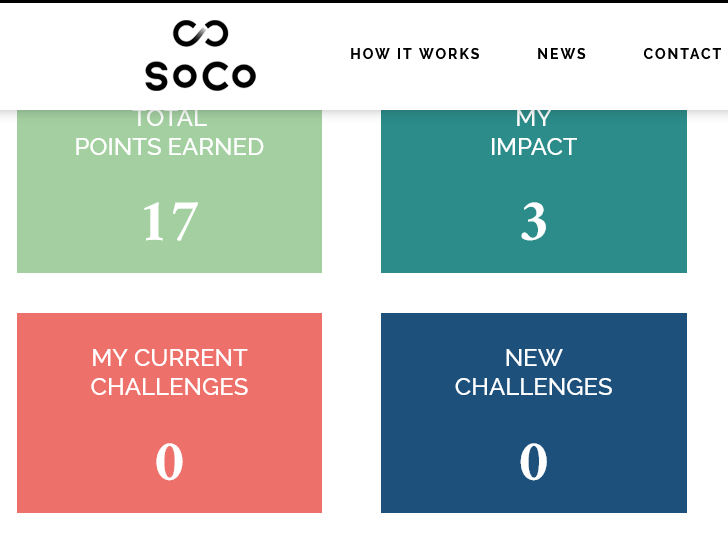 SoCo
HOW IT WORKS NEWS CONTACT
TOTAL
POINTS EARNED
17
MY
IMPACT
3
MY CURRENT
CHALLENGES
0
NEW
CHALLENGES
0